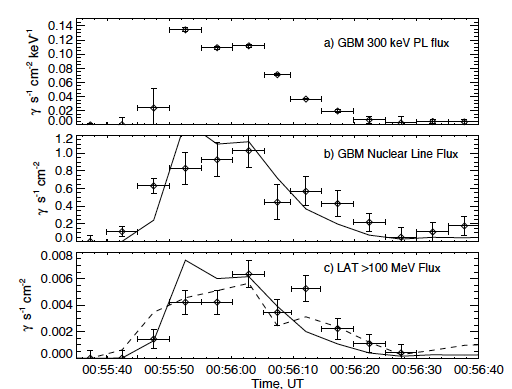 0.14
0.12
0.10
0.08
0.06
0.04
0.02
0.00
γ s⁻¹ cm⁻² keV⁻¹
a) GBM 300 keV PL flux
1.2
1.0
0.8
0.6
0.4
0.2
0.0
γ s⁻¹ cm⁻²
b) GBM Nuclear Line Flux
0.008
0.006
0.004
0.002
0.000
γ s⁻¹ cm⁻²
c) LAT >100 MeV Flux
00:55:40 00:55:50 00:56:00 00:56:10 00:56:20 00:56:30 00:56:40
Time, UT